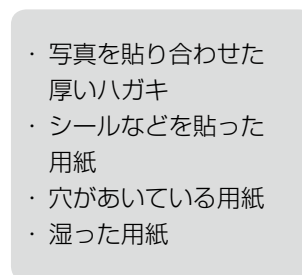 ・写真を貼り合わせた
厚いハガキ
・シールなどを貼った
用紙
・穴があいている用紙
・湿った用紙